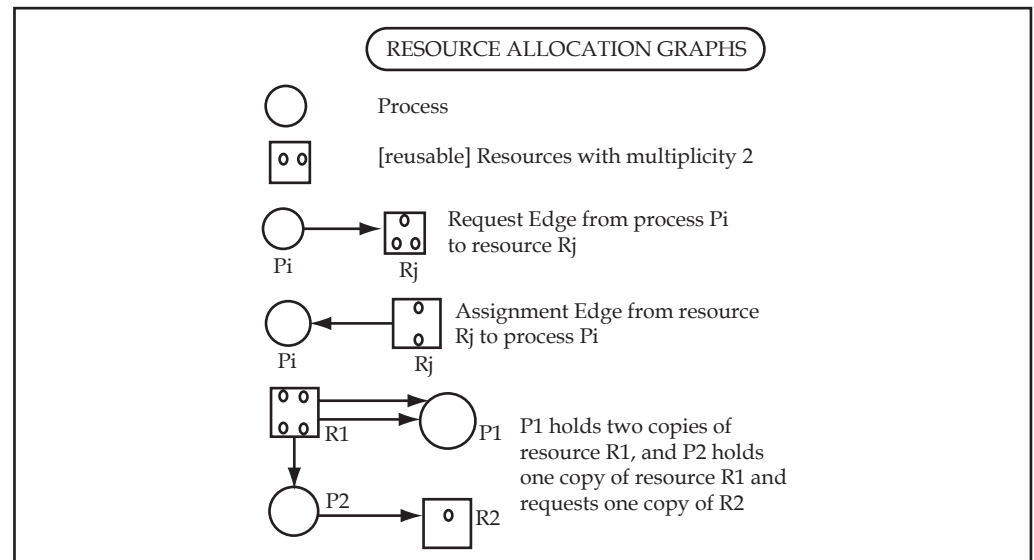 RESOURCE ALLOCATION GRAPHS
Process
[reusable] Resources with multiplicity 2
Request Edge from process Pi
to resource Rj
Pi
Rj
Assignment Edge from resource
Rj to process Pi
Pi
Rj
R1
P1
P1 holds two copies of
resource R1, and P2 holds
one copy of resource R1 and
requests one copy of R2
P2
R2